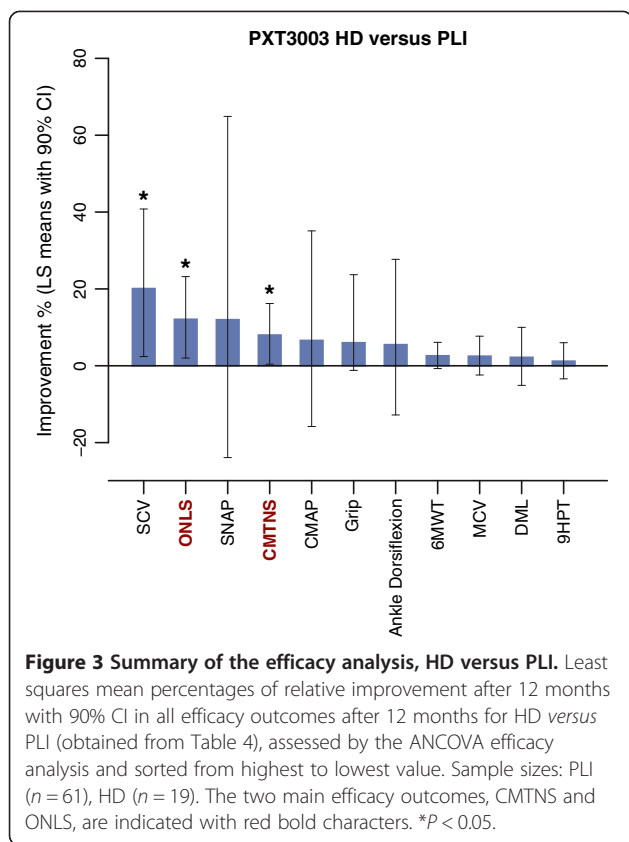 PXT3003 HD versus PLI
Improvement % (LS means with 90% CI)
80
60
40
20
0
−20
*
*
*
SCV
ONLS
SNAP
CMTNS
CMAP
Grip
Ankle Dorsiflexion
6MWT
MCV
DML
9HPT
Figure 3 Summary of the efficacy analysis, HD versus PLI. Least
squares mean percentages of relative improvement after 12 months
with 90% CI in all efficacy outcomes after 12 months for HD versus
PLI (obtained from Table 4), assessed by the ANCOVA efficacy
analysis and sorted from highest to lowest value. Sample sizes: PLI
(n = 61), HD (n = 19). The two main efficacy outcomes, CMTNS and
ONLS, are indicated with red bold characters. *P < 0.05.